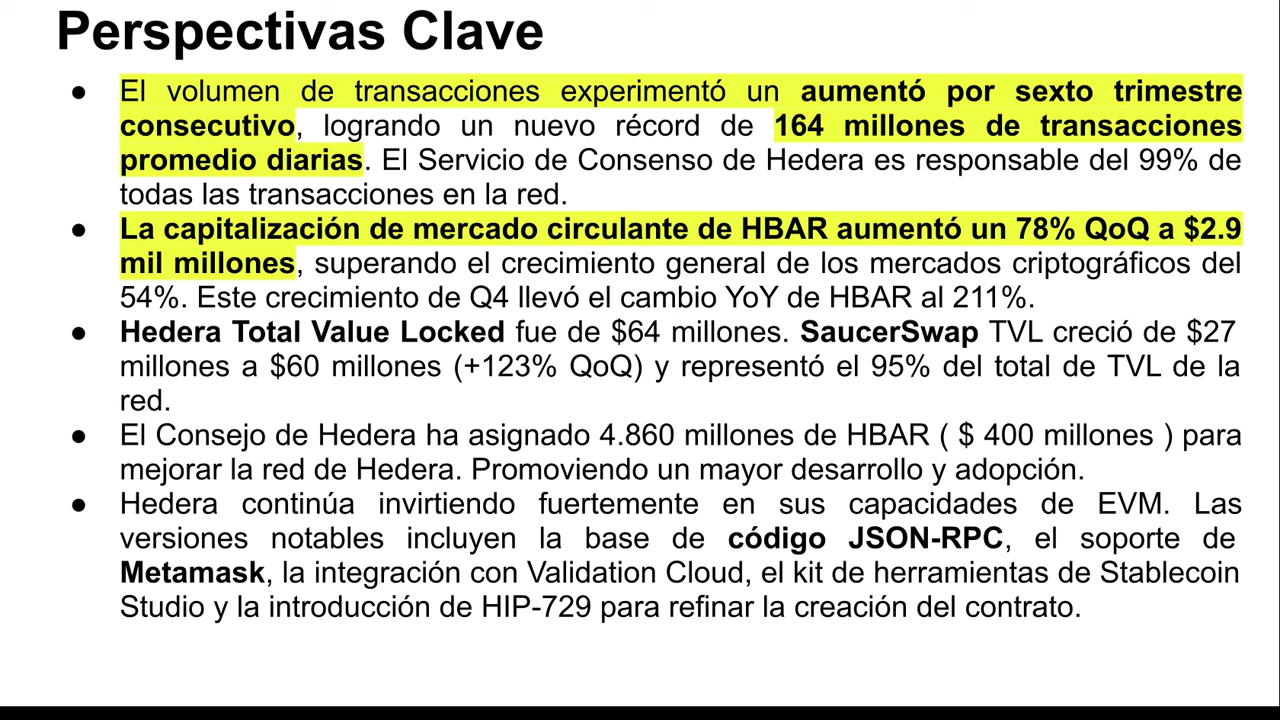 Perspectivas Clave
● El volumen de transacciones experimentó un aumentó por sexto trimestre
consecutivo, logrando un nuevo récord de 164 millones de transacciones
promedio diarias. El Servicio de Consenso de Hedera es responsable del 99% de
todas las transacciones en la red.
● La capitalización de mercado circulante de HBAR aumentó un 78% QoQ a $2.9
mil millones, superando el crecimiento general de los mercados criptográficos del
54%. Este crecimiento de Q4 llevó el cambio YoY de HBAR al 211%.
● Hedera Total Value Locked fue de $64 millones. SaucerSwap TVL creció de $27
millones a $60 millones (+123% QoQ) y representó el 95% del total de TVL de la
red.
● El Consejo de Hedera ha asignado 4.860 millones de HBAR ( $ 400 millones ) para
mejorar la red de Hedera. Promoviendo un mayor desarrollo y adopción.
● Hedera continúa invirtiendo fuertemente en sus capacidades de EVM. Las
versiones notables incluyen la base de código JSON-RPC, el soporte de
Metamask, la integración con Validation Cloud, el kit de herramientas de Stablecoin
Studio y la introducción de HIP-729 para refinar la creación del contrato.